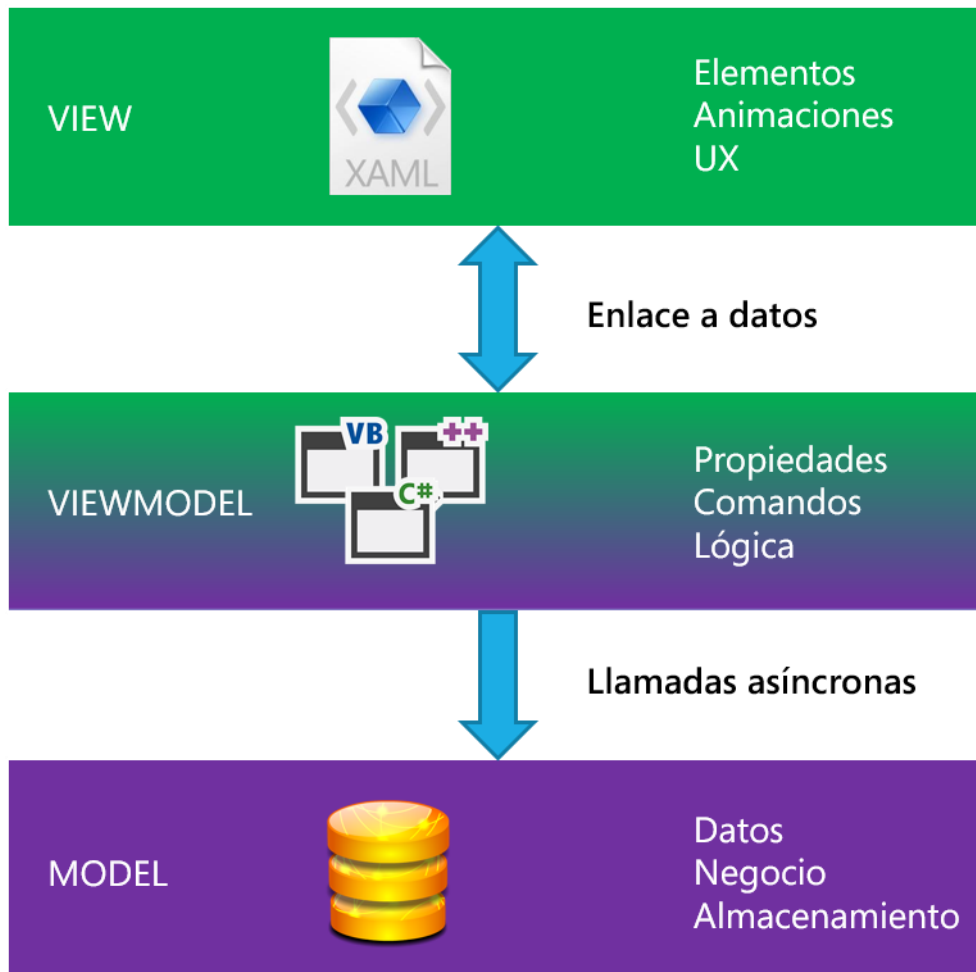 VIEW
XAML
Elementos
Animaciones
UX
Enlace a datos
VIEWMODEL
VB
++
C#
Propiedades
Comandos
Lógica
Llamadas asíncronas
MODEL
Datos
Negocio
Almacenamiento